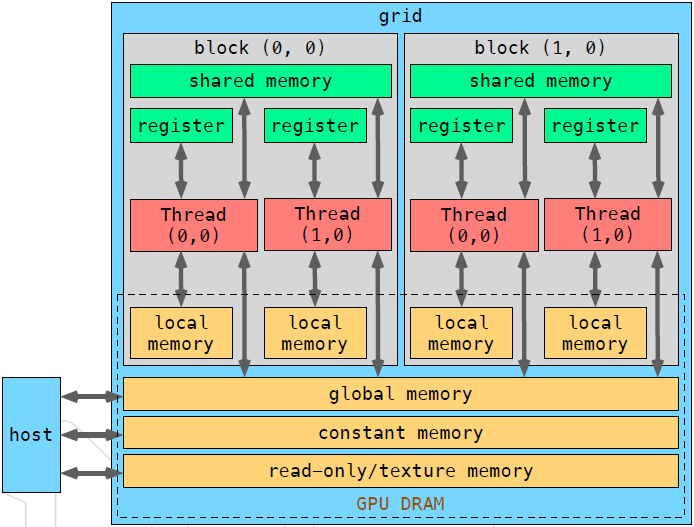 grid
block (0, 0)
block (1, 0)
shared memory
shared memory
register
register
register
register
Thread
(0,0)
Thread
(1,0)
Thread
(0,0)
Thread
(1,0)
local
memory
local
memory
local
memory
local
memory
host
global memory
constant memory
read-only/texture memory
GPU DRAM